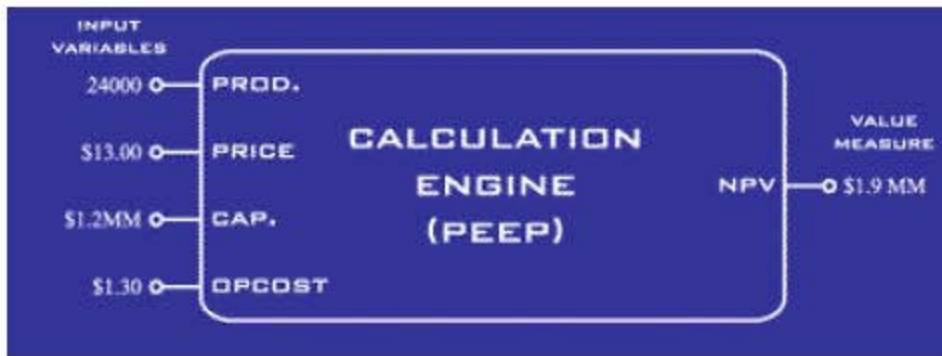 INPUT
VARIABLES
24000 PROD.
$13.00 PRICE
$1.2MM CAP.
$1.30 OPCOST
CALCULATION
ENGINE
(PEEP)
VALUE
MEASURE
NPV $1.9 MM